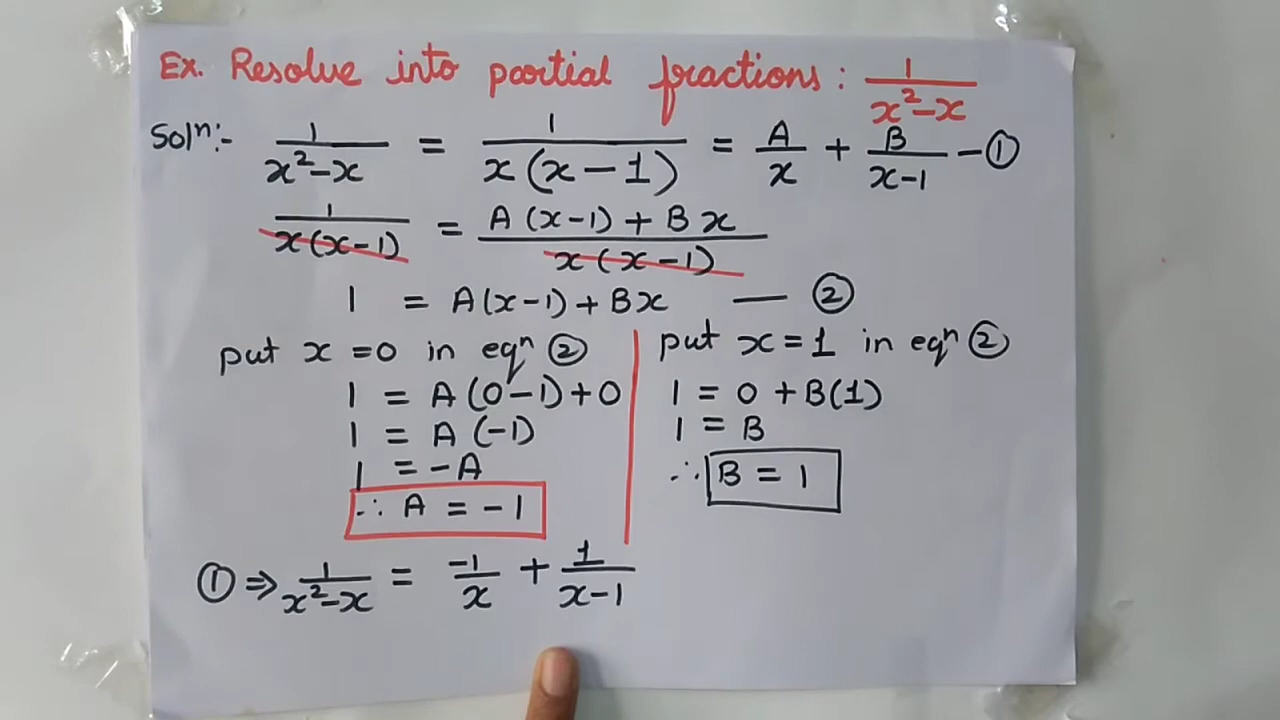 Ex. Resolve into partial fractions : 1/(x²-x)
Solⁿ:- 1/(x²-x) = 1/(x(x-1)) = A/x + B/(x-1) - ①
1/(x(x-1)) = (A(x-1) + Bx)/(x(x-1))
1 = A(x-1) + Bx — ②
put x = 0 in eqⁿ ②
1 = A(0-1) + 0
1 = A(-1)
1 = -A
∴ A = -1
put x = 1 in eqⁿ ②
1 = 0 + B(1)
1 = B
∴ B = 1
① ⇒ 1/(x²-x) = -1/x + 1/(x-1)